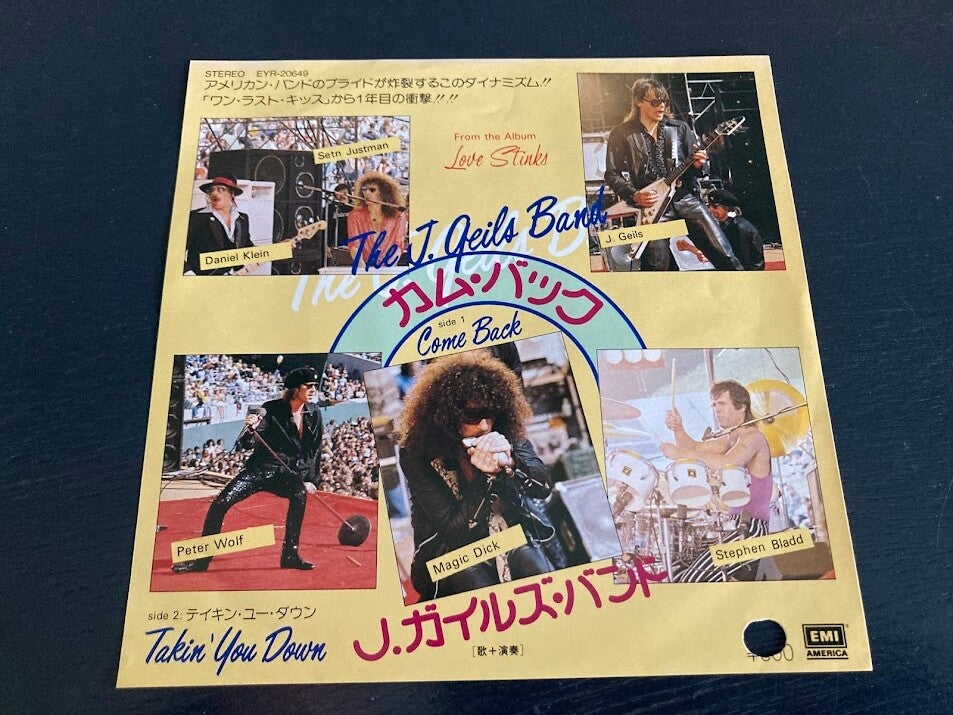 STEREO EYR-20649
アメリカン・バンドのプライドが炸裂するこのダイナミズム!!
「ワン・ラスト・キッス」から1年目の衝撃!!.!!
Setn Justman
Daniel Klein
From the Album
Love Stinks
J. Geils
The J. Geils Band
カム・バック
side 1
Come Back
Peter Wolf
Magic Dick
Stephen Bladd
side 2: テイキン・ユー・ダウン
Takin' You Down
J.ガイルズ・バンド
[歌+演奏]
EMI
AMERICA